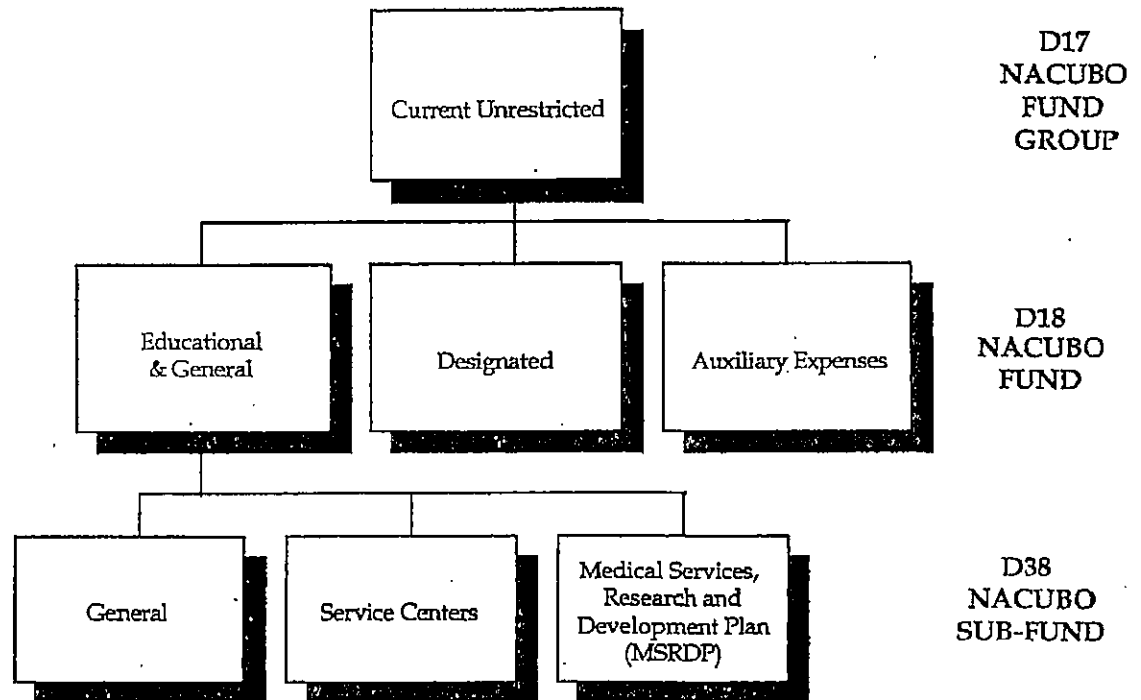 Current Unrestricted
D17
NACUBO
FUND
GROUP
Educational
& General
Designated
Auxiliary Expenses
D18
NACUBO
FUND
General
Service Centers
Medical Services,
Research and
Development Plan
(MSRDP)
D38
NACUBO
SUB-FUND